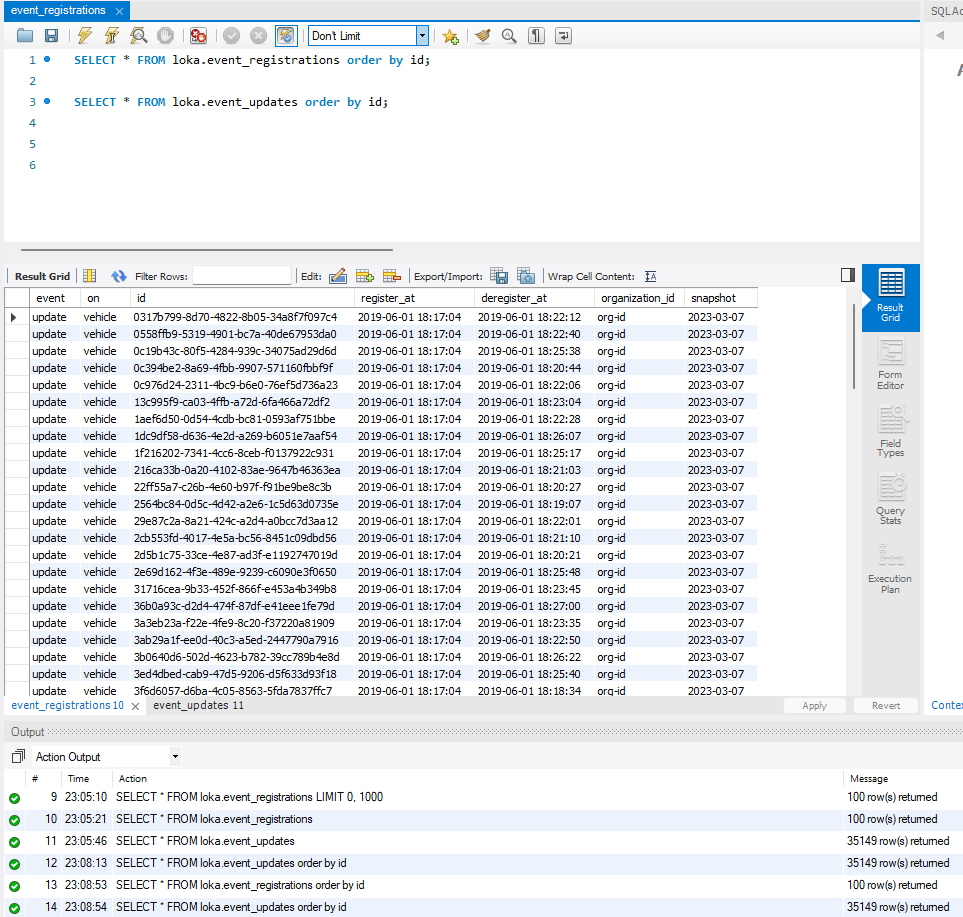 event_registrations
SQL Ac
Don't Limit
1 SELECT * FROM loka.event_registrations order by id;
2
3 SELECT * FROM loka.event_updates order by id;
4
5
6
Result Grid Filter Rows: Edit: Export/Import: Wrap Cell Content:
event on id register_at deregister_at organization_id snapshot
update vehicle 0317b799-8d70-4822-8b05-34a8f7f097c4 2019-06-01 18:17:04 2019-06-01 18:22:12 org-id 2023-03-07
update vehicle 0558ffb9-5319-4901-bc7a-40de67953da0 2019-06-01 18:17:04 2019-06-01 18:22:40 org-id 2023-03-07
update vehicle 0c19b43c-80f5-4284-939c-34075ad29d6d 2019-06-01 18:17:04 2019-06-01 18:25:38 org-id 2023-03-07
update vehicle 0c394be2-8a69-4fbb-9907-571160fbbf9f 2019-06-01 18:17:04 2019-06-01 18:20:44 org-id 2023-03-07
update vehicle 0c976d24-2311-4bc9-b6e0-76ef5d736a23 2019-06-01 18:17:04 2019-06-01 18:22:06 org-id 2023-03-07
update vehicle 13c995f9-ca03-4ffb-a72d-6fa466a72df2 2019-06-01 18:17:04 2019-06-01 18:23:04 org-id 2023-03-07
update vehicle 1aef6d50-0d54-4cdb-bc81-0593af751bbe 2019-06-01 18:17:04 2019-06-01 18:22:28 org-id 2023-03-07
update vehicle 1dc9df58-d636-4e2d-a269-b6051e7aaf54 2019-06-01 18:17:04 2019-06-01 18:26:07 org-id 2023-03-07
update vehicle 1f216202-7341-4cc6-8ceb-f0137922c931 2019-06-01 18:17:04 2019-06-01 18:25:17 org-id 2023-03-07
update vehicle 216ca33b-0a20-4102-83ae-9647b46363ea 2019-06-01 18:17:04 2019-06-01 18:21:03 org-id 2023-03-07
update vehicle 22ff55a7-c26b-4e60-b97f-f91be9be8c3b 2019-06-01 18:17:04 2019-06-01 18:20:27 org-id 2023-03-07
update vehicle 2564bc84-0d5c-4d42-a2e6-1c5d63d0735e 2019-06-01 18:17:04 2019-06-01 18:19:07 org-id 2023-03-07
update vehicle 29e87c2a-8a21-424c-a2d4-a0bcc7d3aa12 2019-06-01 18:17:04 2019-06-01 18:22:01 org-id 2023-03-07
update vehicle 2cb553fd-4017-4e5a-bc56-8451c09dbd56 2019-06-01 18:17:04 2019-06-01 18:21:10 org-id 2023-03-07
update vehicle 2d5b1c75-33ce-4e87-ad3f-e1192747019d 2019-06-01 18:17:04 2019-06-01 18:20:21 org-id 2023-03-07
update vehicle 2e69d162-4f3e-489e-9239-c6090e3f0650 2019-06-01 18:17:04 2019-06-01 18:25:48 org-id 2023-03-07
update vehicle 31716cea-9b33-452f-866f-e453a4b349b8 2019-06-01 18:17:04 2019-06-01 18:23:45 org-id 2023-03-07
update vehicle 36b0a93c-d2d4-474f-87df-e41eee1fe79d 2019-06-01 18:17:04 2019-06-01 18:27:00 org-id 2023-03-07
update vehicle 3a3eb23a-f22e-4fe9-8c20-f37220a81909 2019-06-01 18:17:04 2019-06-01 18:23:35 org-id 2023-03-07
update vehicle 3ab29a1f-ee0d-40c3-a5ed-2447790a7916 2019-06-01 18:17:04 2019-06-01 18:22:50 org-id 2023-03-07
update vehicle 3b0640d6-502d-4623-b782-39cc789b4e8d 2019-06-01 18:17:04 2019-06-01 18:26:22 org-id 2023-03-07
update vehicle 3ed4dbed-cab9-47d5-9206-d5f633d93f18 2019-06-01 18:17:04 2019-06-01 18:25:40 org-id 2023-03-07
update vehicle 3f6d6057-d6ba-4c05-8563-5fda7837ffc7 2019-06-01 18:17:04 2019-06-01 18:18:34 org-id 2023-03-07
Result
Grid
Form
Editor
Field
Types
Query
Stats
Execution
Plan
event_registrations 10 event_updates 11 Apply Revert Contex
Output
Action Output
# Time Action Message
9 23:05:10 SELECT * FROM loka.event_registrations LIMIT 0, 1000 100 row(s) returned
10 23:05:21 SELECT * FROM loka.event_registrations 100 row(s) returned
11 23:05:46 SELECT * FROM loka.event_updates 35149 row(s) returned
12 23:08:13 SELECT * FROM loka.event_updates order by id 35149 row(s) returned
13 23:08:53 SELECT * FROM loka.event_registrations order by id 100 row(s) returned
14 23:08:54 SELECT * FROM loka.event_updates order by id 35149 row(s) returned